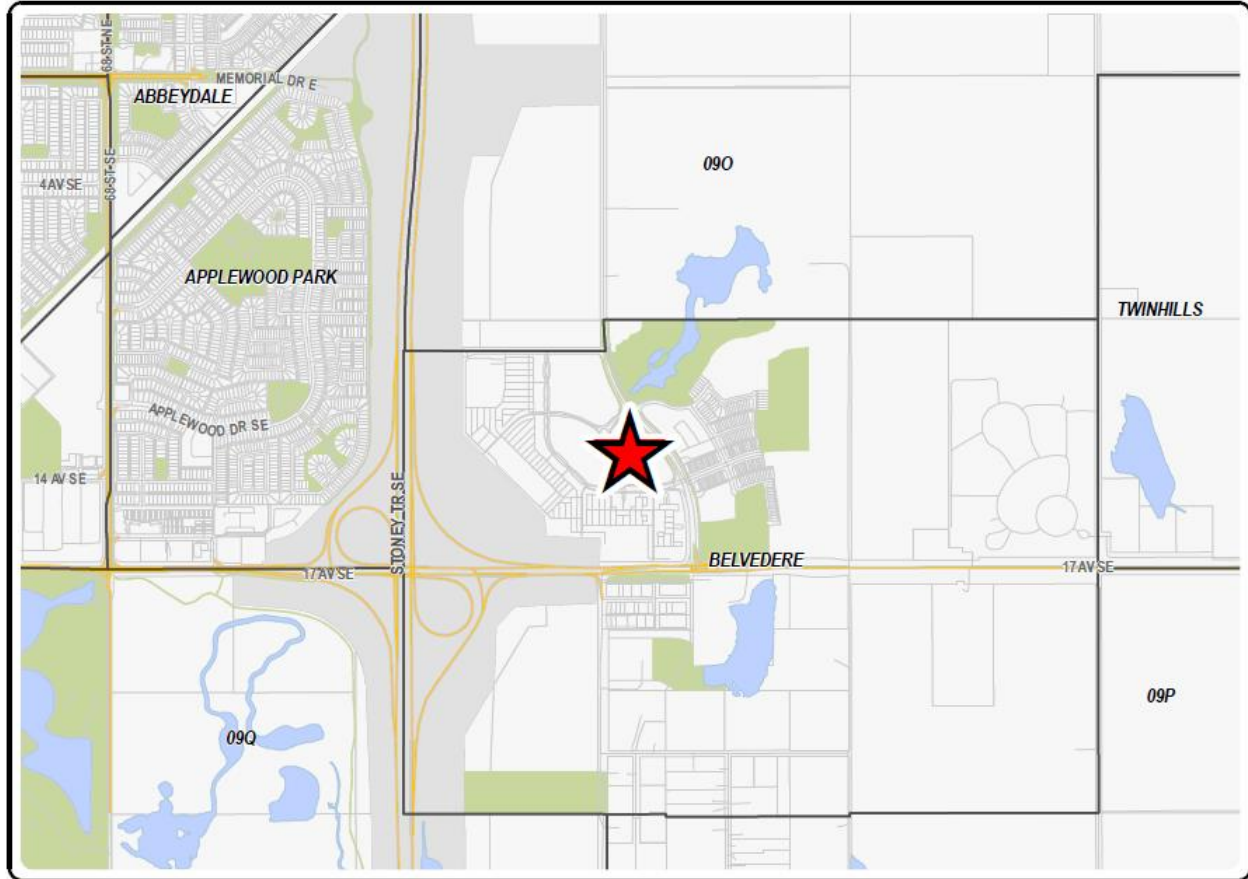 68 ST NE
MEMORIAL DR E
ABBEYDALE
09O
4 AV SE
68 ST SE
APPLEWOOD PARK
TWINHILLS
APPLEWOOD DR SE
14 AV SE
STONEY TR SE
BELVEDERE
17 AV SE
17 AV SE
09P
09Q